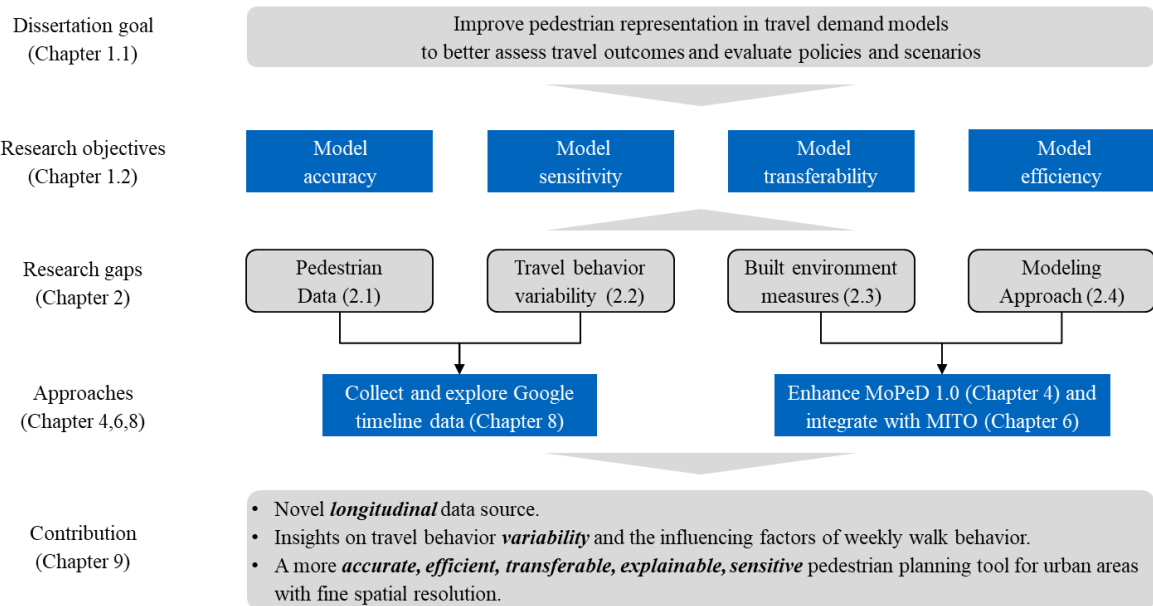 Dissertation goal
(Chapter 1.1)
Improve pedestrian representation in travel demand models
to better assess travel outcomes and evaluate policies and scenarios
Research objectives
(Chapter 1.2)
Model
accuracy
Model
sensitivity
Model
transferability
Model
efficiency
Research gaps
(Chapter 2)
Pedestrian
Data (2.1)
Travel behavior
variability (2.2)
Built environment
measures (2.3)
Modeling
Approach (2.4)
Approaches
(Chapter 4,6,8)
Collect and explore Google
timeline data (Chapter 8)
Enhance MoPeD 1.0 (Chapter 4) and
integrate with MITO (Chapter 6)
Contribution
(Chapter 9)
• Novel longitudinal data source.
• Insights on travel behavior variability and the influencing factors of weekly walk behavior.
• A more accurate, efficient, transferable, explainable, sensitive pedestrian planning tool for urban areas
with fine spatial resolution.